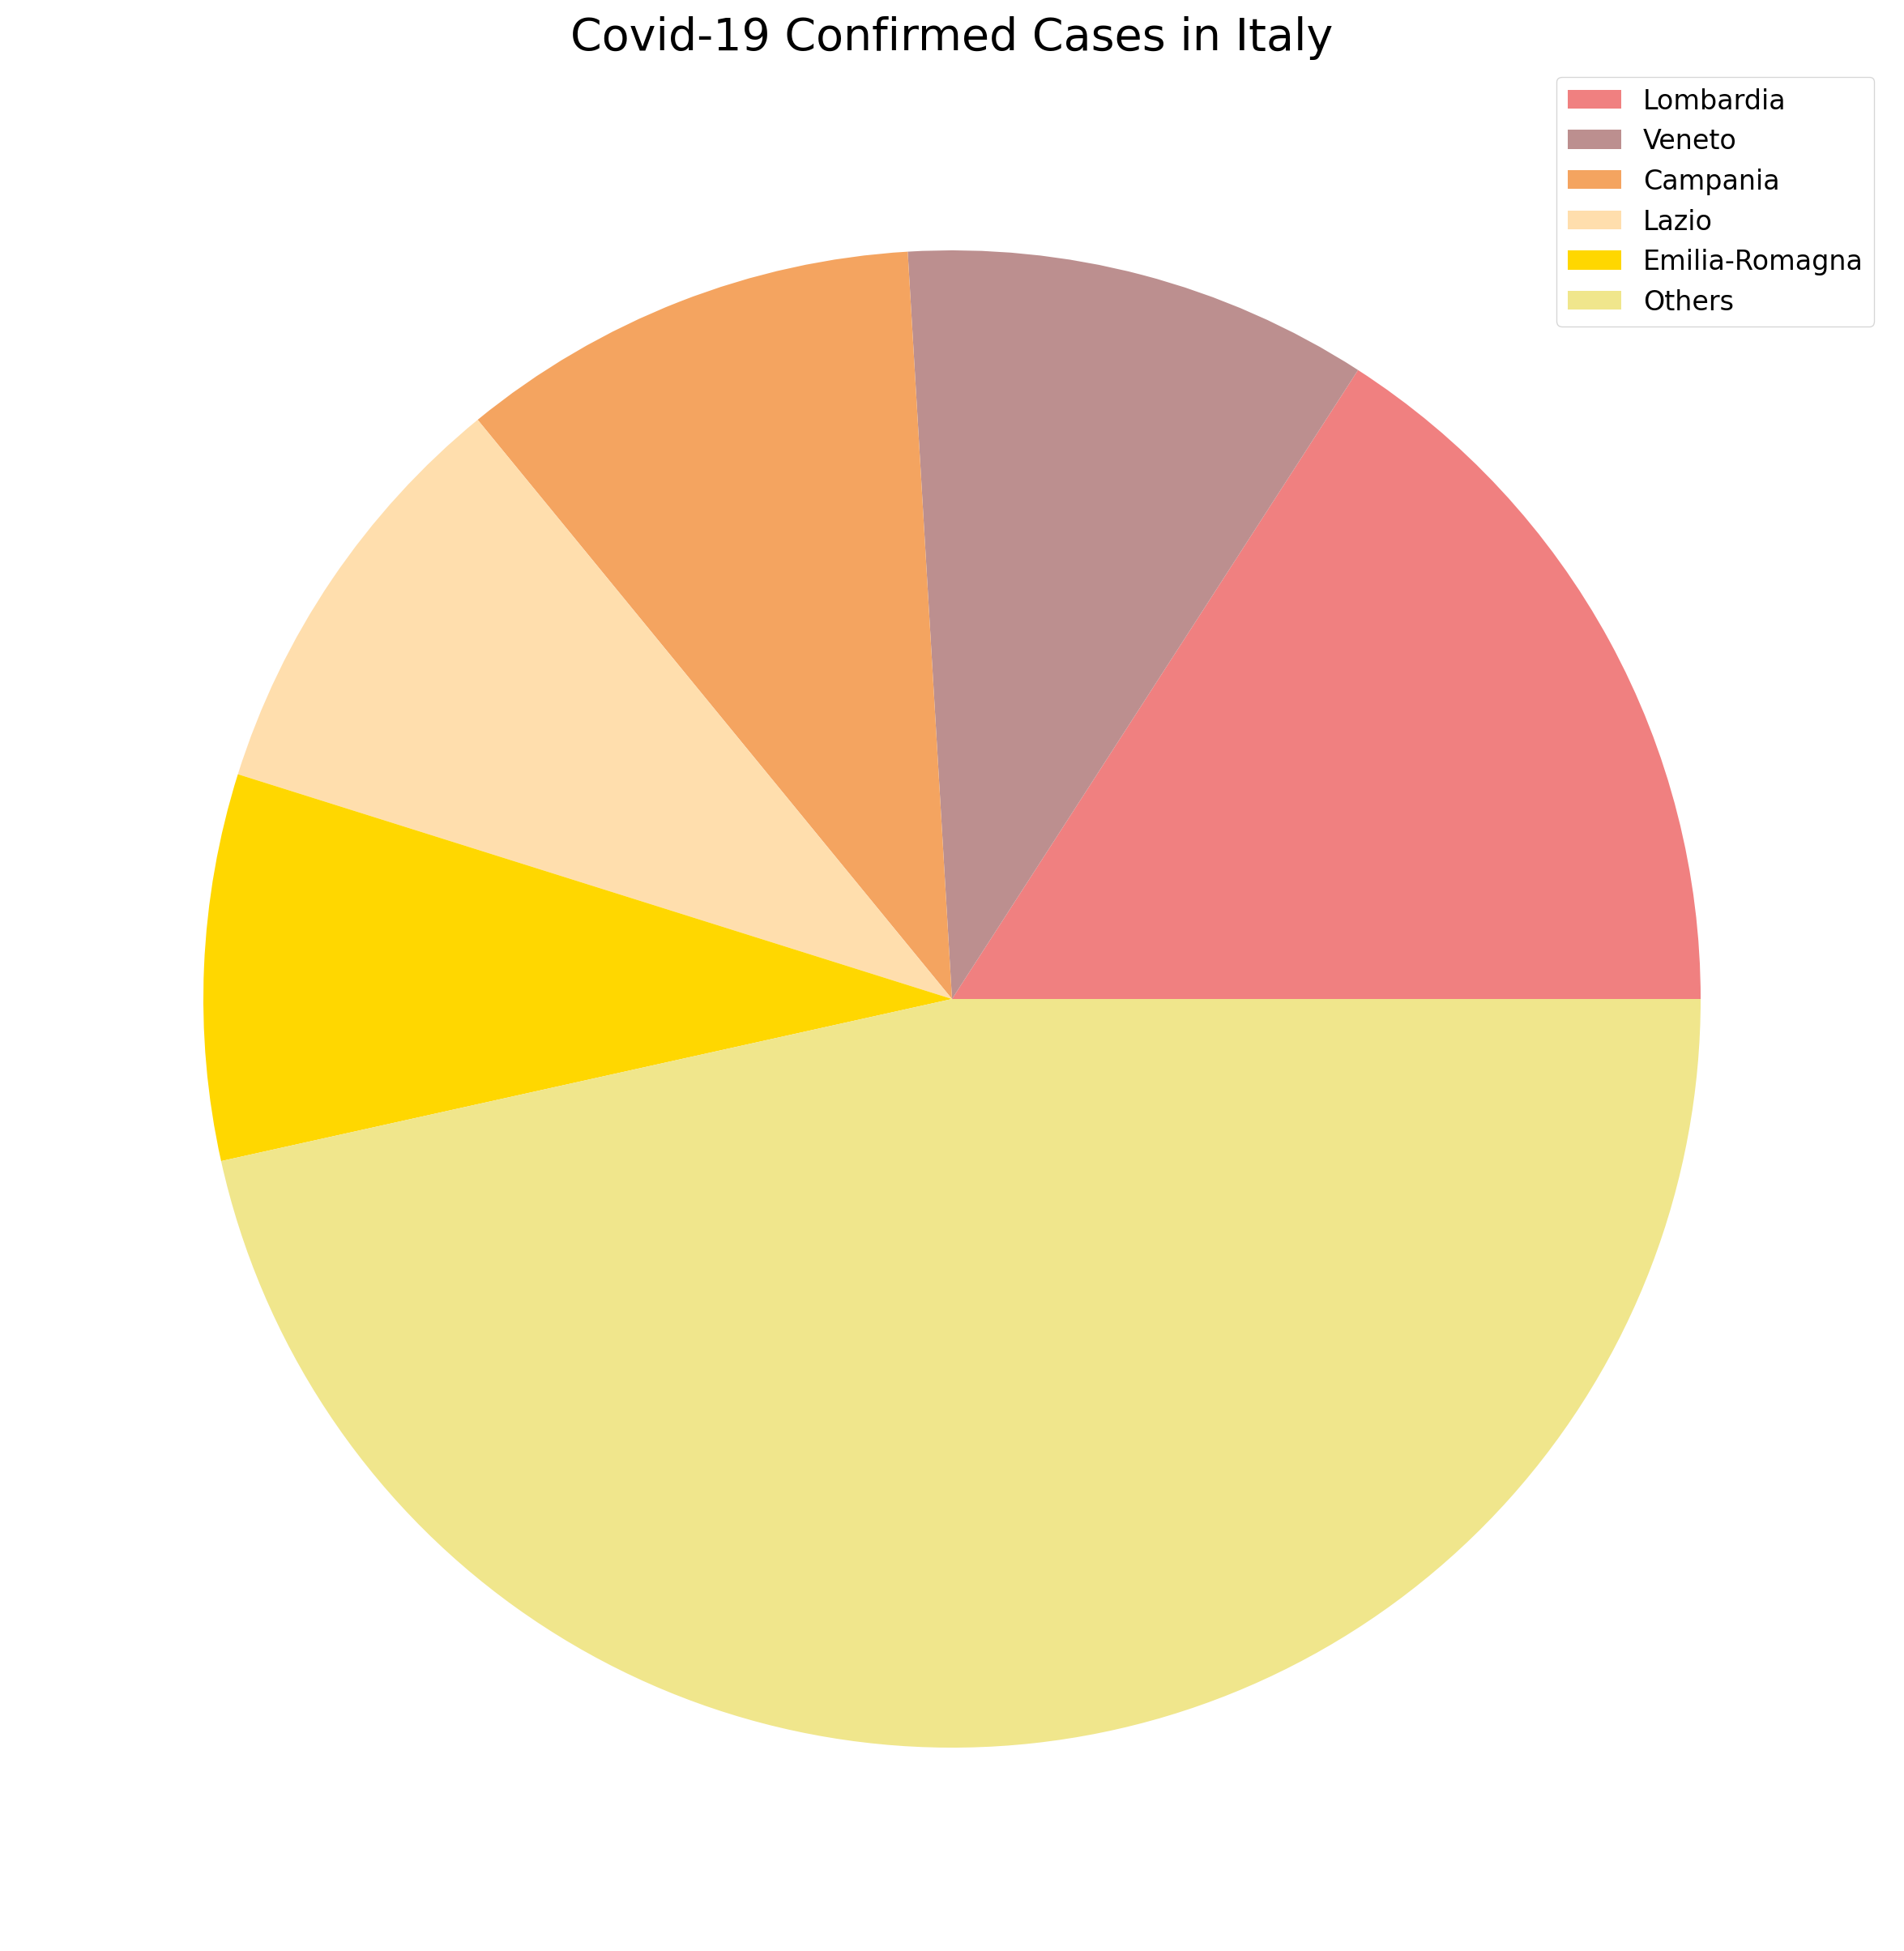 Covid-19 Confirmed Cases in Italy
Lombardia
Veneto
Campania
Lazio
Emilia-Romagna
Others